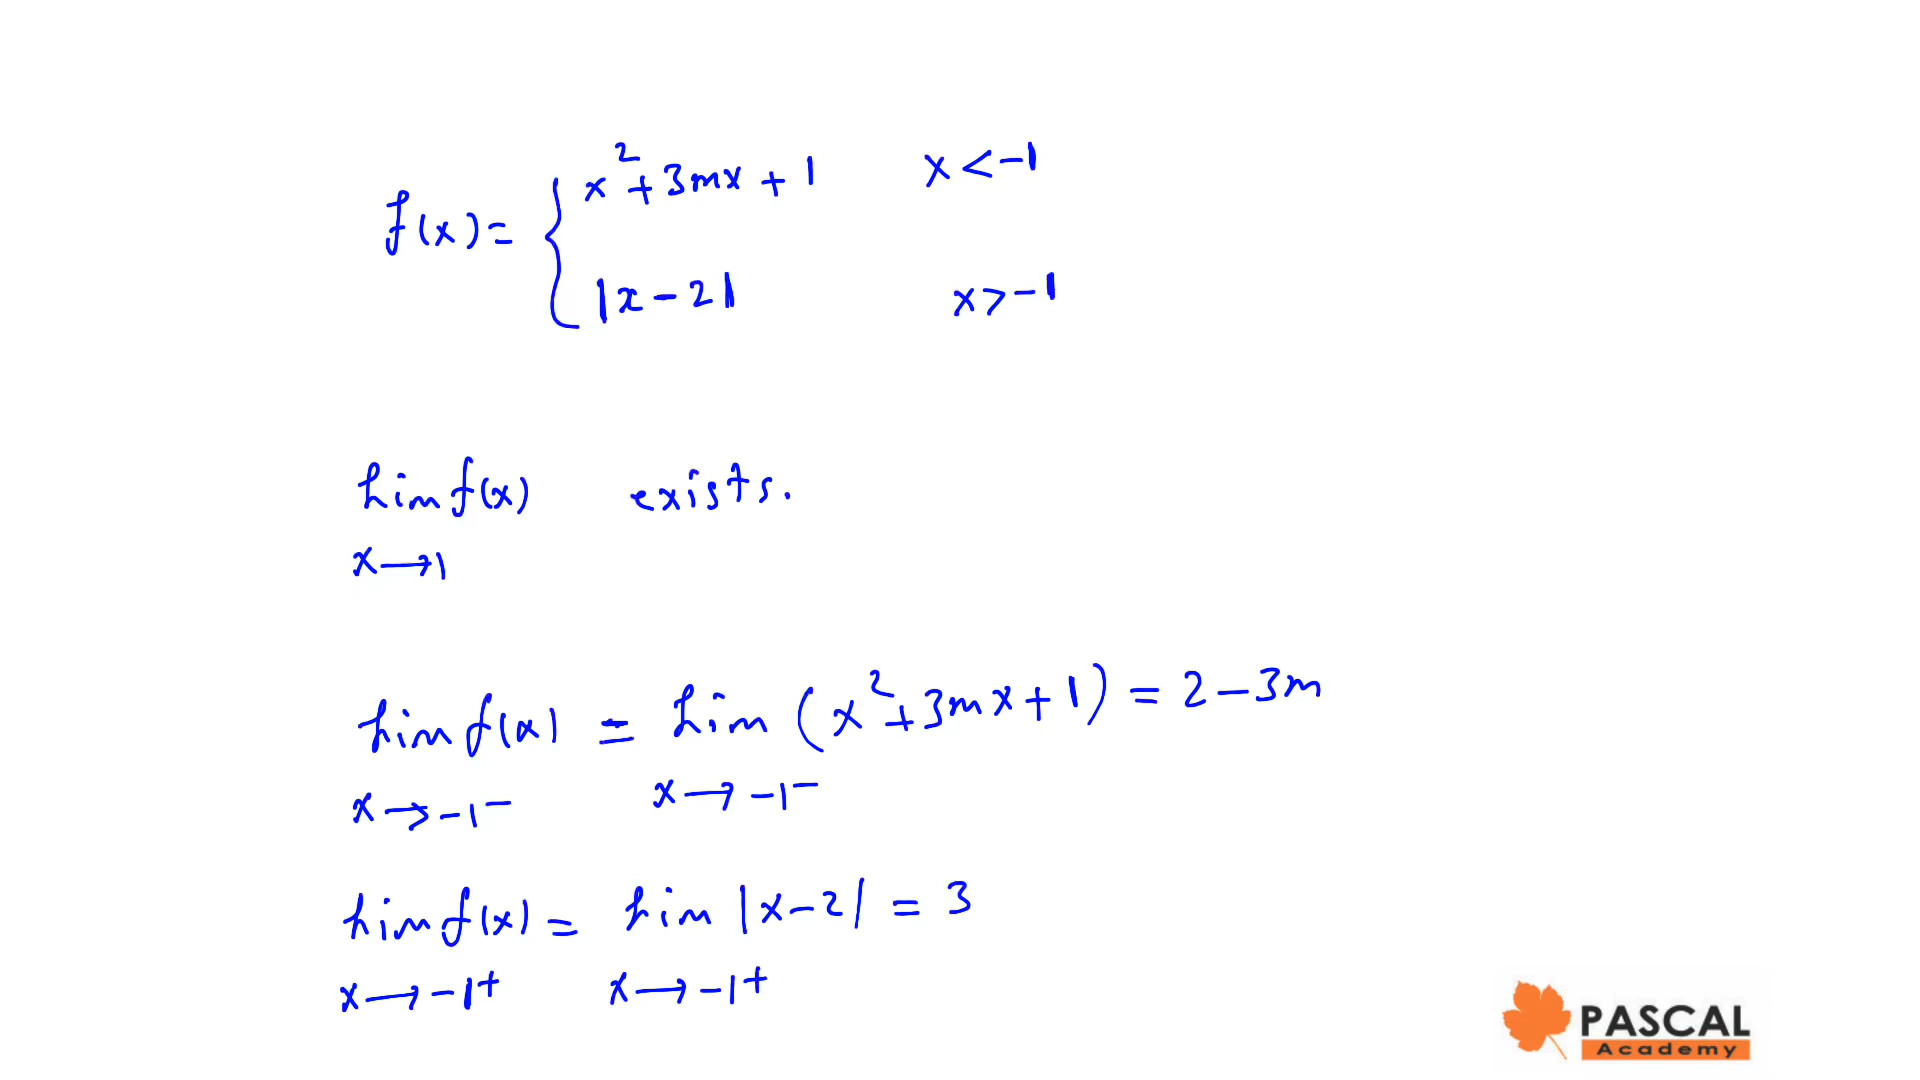 f(x) = { x² + 3mx + 1 x < -1
|x - 2| x > -1
lim f(x) exists.
x → 1
lim f(x) = lim (x² + 3mx + 1) = 2 - 3m
x → -1⁻ x → -1⁻
lim f(x) = lim |x - 2| = 3
x → -1⁺ x → -1⁺
PASCAL
Academy